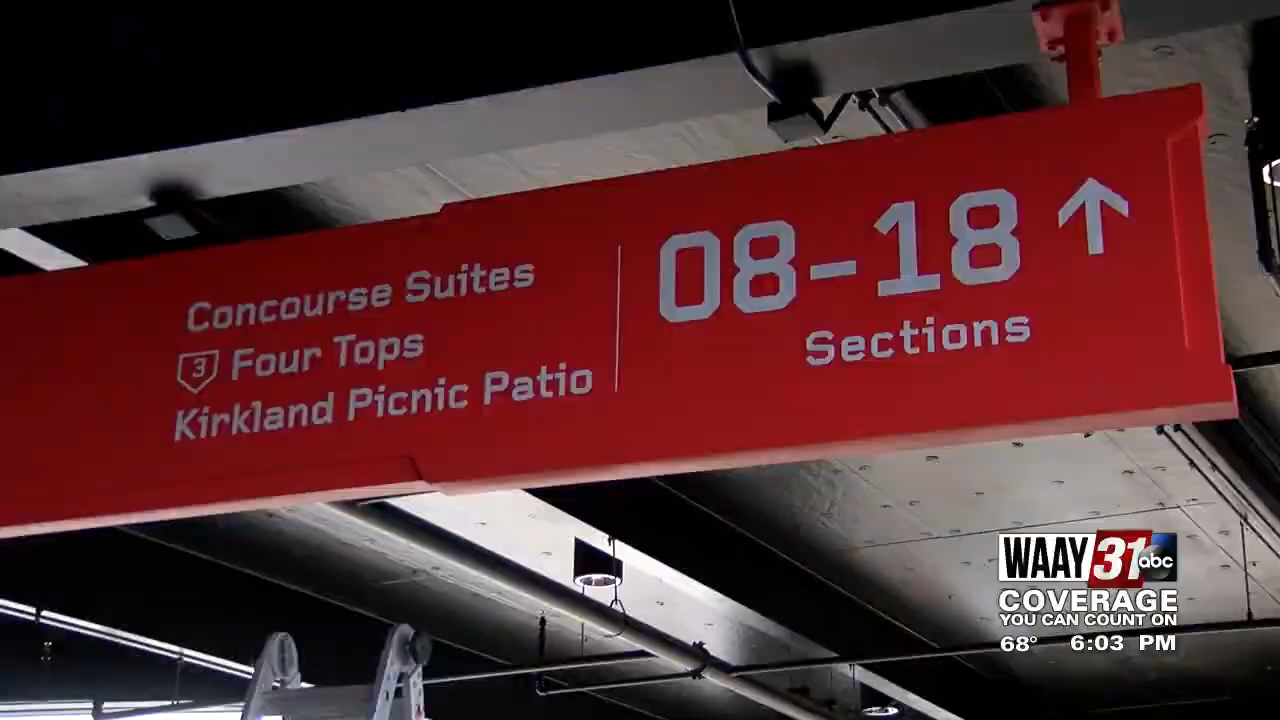 Concourse Suites
3 Four Tops
Kirkland Picnic Patio
08-18 ↑
Sections
WAAY 31 abc
COVERAGE
YOU CAN COUNT ON
68° 6:03 PM